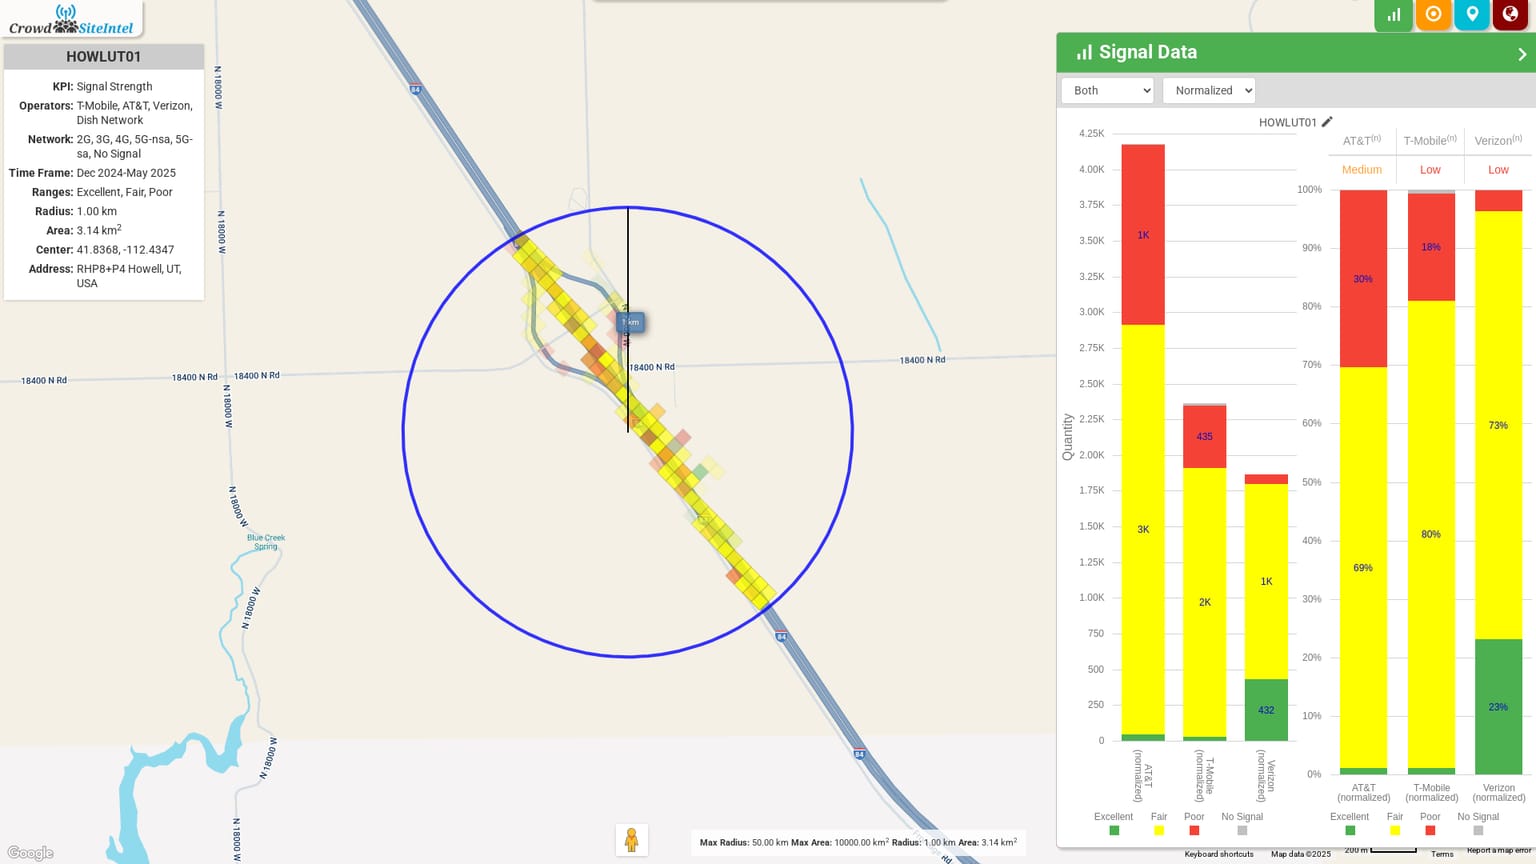 Crowd SiteIntel
HOWLUT01
KPI: Signal Strength
Operators: T-Mobile, AT&T, Verizon,
Dish Network
Network: 2G, 3G, 4G, 5G-nsa, 5G-
sa, No Signal
Time Frame: Dec 2024-May 2025
Ranges: Excellent, Fair, Poor
Radius: 1.00 km
Area: 3.14 km²
Center: 41.8368, -112.4347
Address: RHP8+P4 Howell, UT,
USA
N 18000 W
N 18000 W
84
1 km
18400 N Rd
18400 N Rd
18400 N Rd
18400 N Rd
18400 N Rd
N 18000 W
N 18000 W
Blue Creek
Spring
N 18000 W
84
N 18000 W
84
N 18000 W
Google
Max Radius: 50.00 km Max Area: 10000.00 km² Radius: 1.00 km Area: 3.14 km²
Rd
Signal Data
Both
Normalized
HOWLUT01
4.25K
4.00K
3.75K
3.50K
3.25K
3.00K
2.75K
2.50K
2.25K
2.00K
1.75K
1.50K
1.25K
1.00K
750
500
250
0
Quantity
1K
3K
435
2K
1K
432
AT&T
(normalized)
T-Mobile
(normalized)
Verizon
(normalized)
Excellent Fair Poor No Signal
AT&T(n) T-Mobile(n) Verizon(n)
Medium Low Low
100%
90%
80%
70%
60%
50%
40%
30%
20%
10%
0%
30%
69%
18%
80%
73%
23%
AT&T
(normalized)
T-Mobile
(normalized)
Verizon
(normalized)
Excellent Fair Poor No Signal
Keyboard shortcuts Map data ©2025 200 m Terms Report a map error